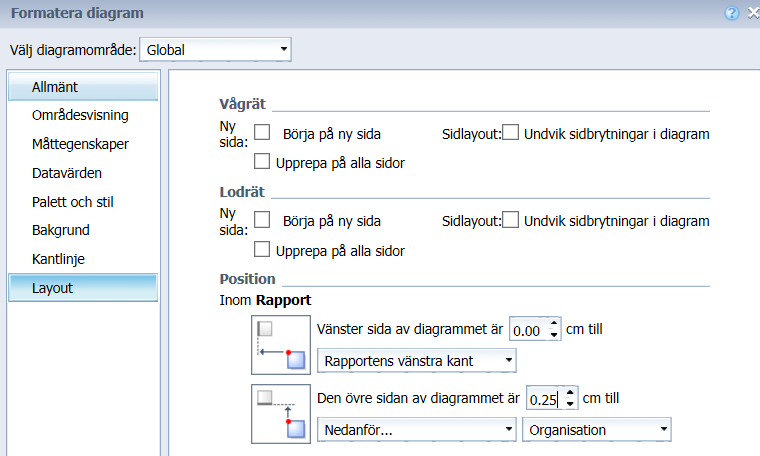 Formatera diagram
Välj diagramområde: Global
Allmänt
Områdesvisning
Måttegenskaper
Datavärden
Palett och stil
Bakgrund
Kantlinje
Layout
Vågrät
Ny sida: Börja på ny sida Sidlayout: Undvik sidbrytningar i diagram
Upprepa på alla sidor
Lodrät
Ny sida: Börja på ny sida Sidlayout: Undvik sidbrytningar i diagram
Upprepa på alla sidor
Position
Inom Rapport
Vänster sida av diagrammet är 0.00 cm till
Rapportens vänstra kant
Den övre sidan av diagrammet är 0.25 cm till
Nedanför... Organisation